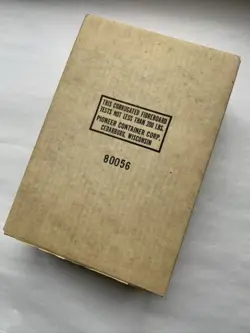 THIS CORRUGATED FIBREBOARD
TESTS NOT LESS THAN 200 LBS.
PIONEER CONTAINER CORP.
CEDARBURG, WISCONSIN
80056